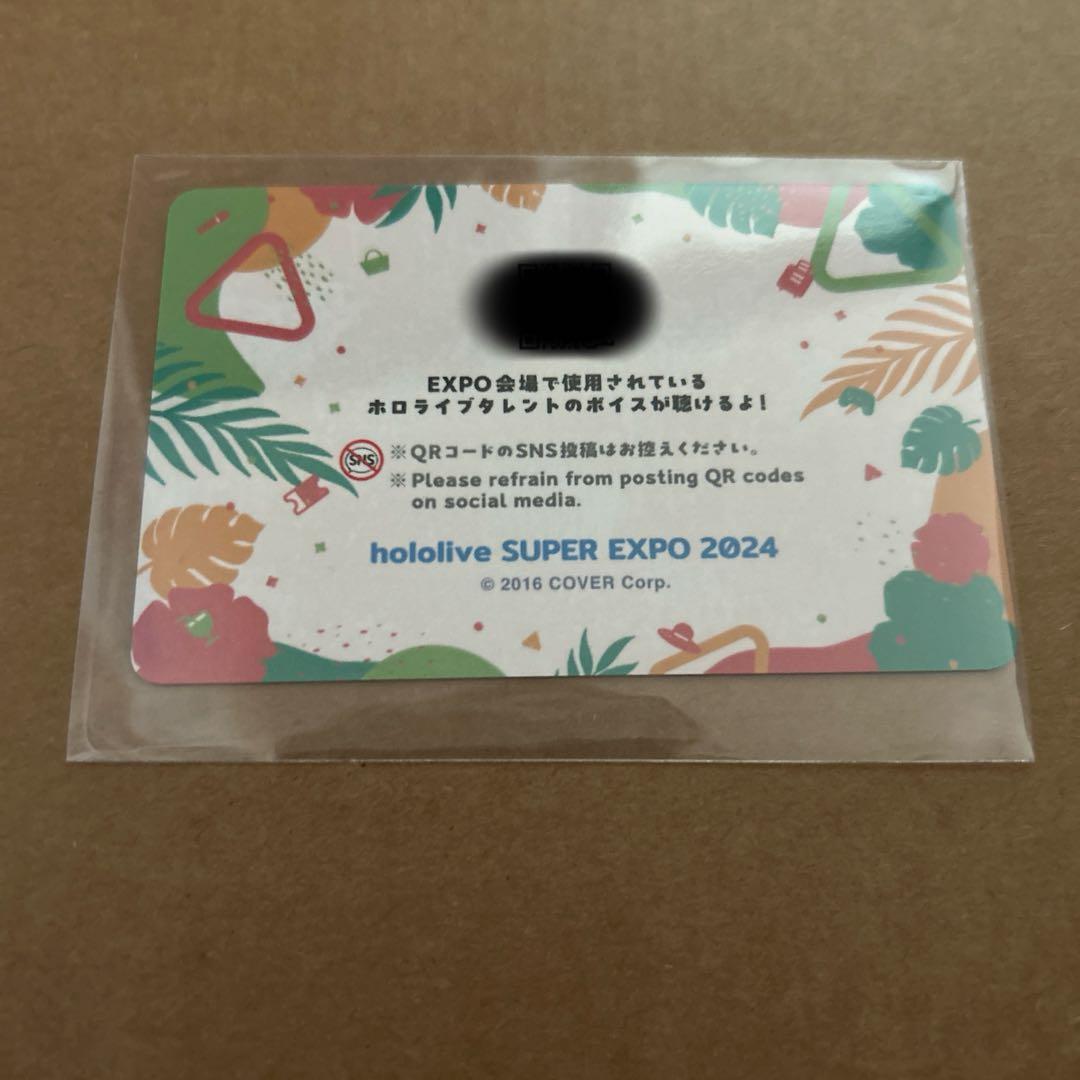 EXPO会場で使用されている
ホロライブタレントのボイスが聴けるよ!
SNS
※QRコードのSNS投稿はお控えください。
※Please refrain from posting QR codes
on social media.
hololive SUPER EXPO 2024
© 2016 COVER Corp.